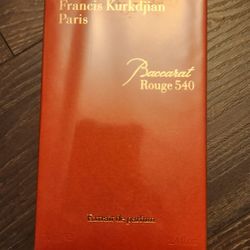 Francis Kurkdjian
Paris
Baccarat
Rouge 540
Extrait de parfum